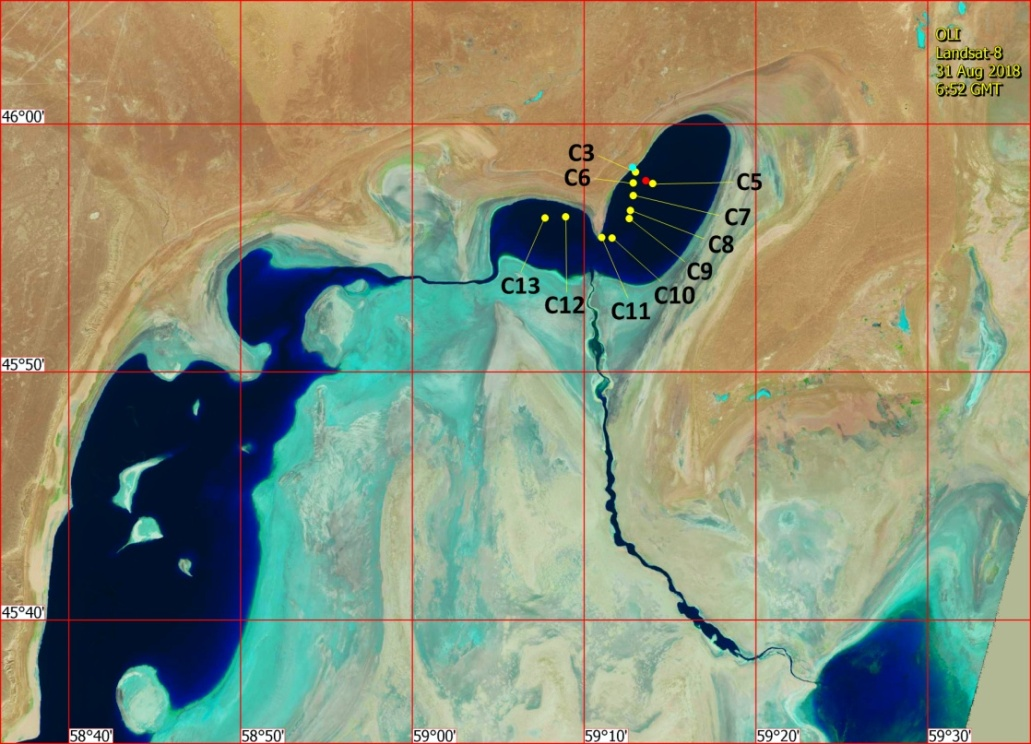 OLI
Landsat-8
31 Aug 2018
6:52 GMT
46°00'
C3
C6
C5
C7
C8
C9
C13
C10
C12
C11
45°50'
45°40'
58°40'
58°50'
59°00'
59°10'
59°20'
59°30'